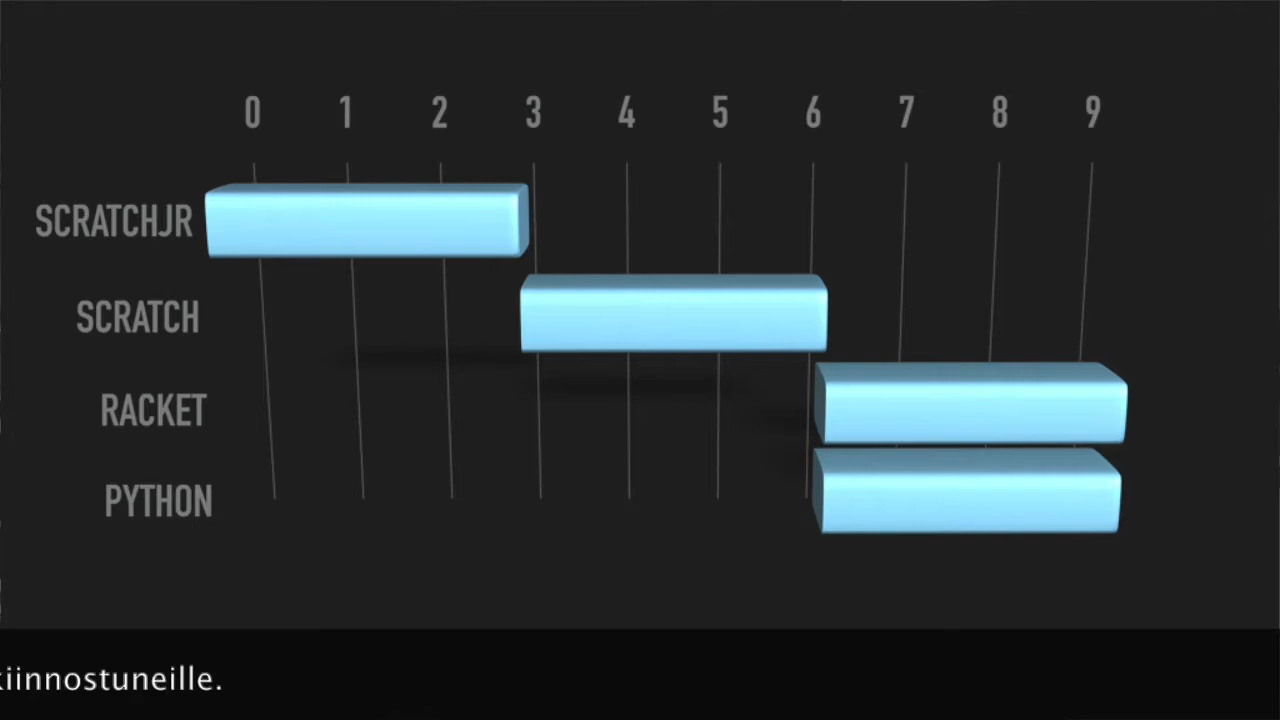 0 1 2 3 4 5 6 7 8 9
SCRATCHJR
SCRATCH
RACKET
PYTHON
kiinnostuneille.